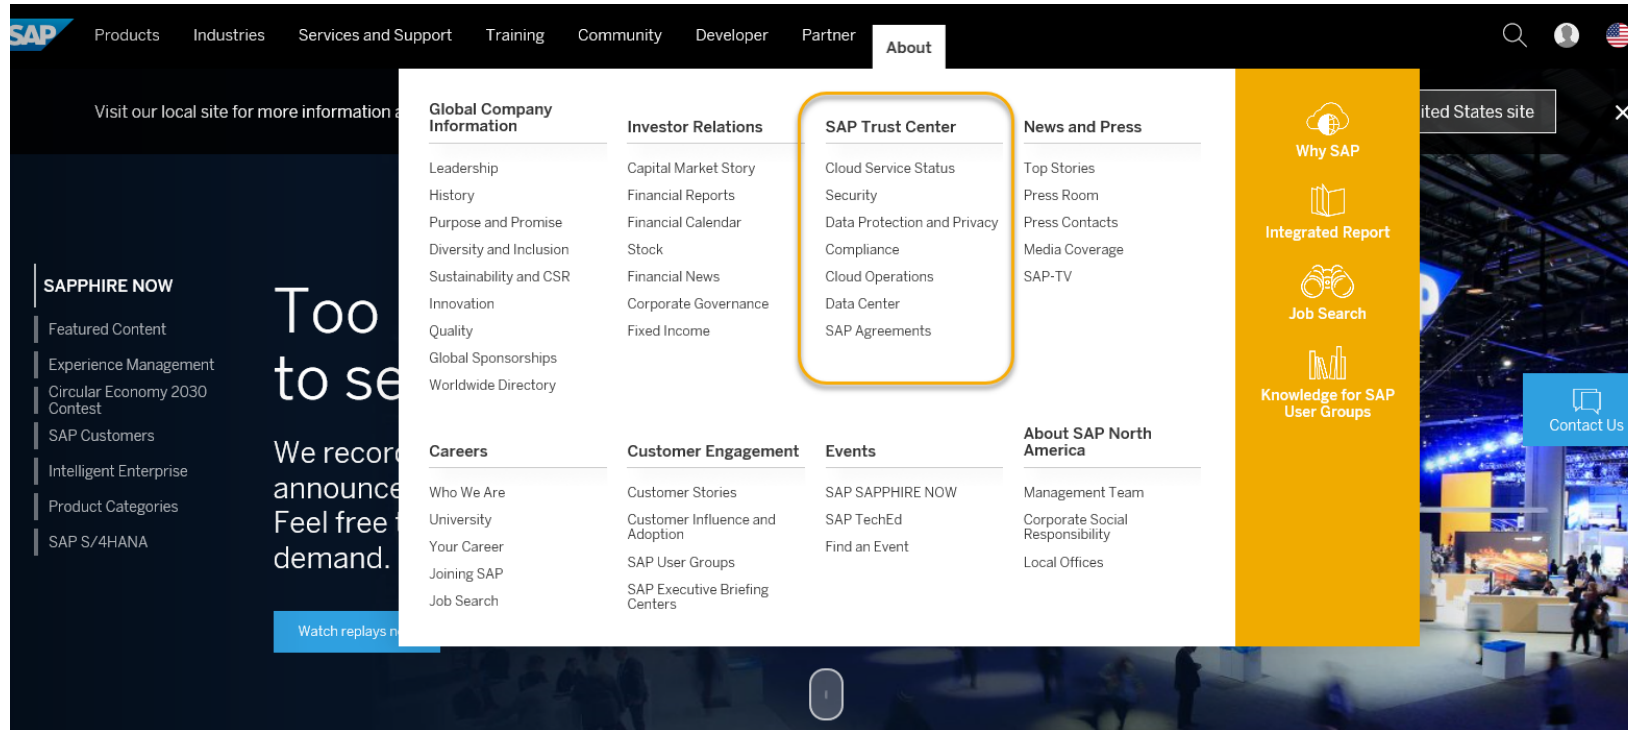 SAP
Products
Industries
Services and Support
Training
Community
Developer
Partner
About
Visit our local site for more information
ited States site
Global Company
Information
Leadership
History
Purpose and Promise
Diversity and Inclusion
Sustainability and CSR
Innovation
Quality
Global Sponsorships
Worldwide Directory
Investor Relations
Capital Market Story
Financial Reports
Financial Calendar
Stock
Financial News
Corporate Governance
Fixed Income
SAP Trust Center
Cloud Service Status
Security
Data Protection and Privacy
Compliance
Cloud Operations
Data Center
SAP Agreements
News and Press
Top Stories
Press Room
Press Contacts
Media Coverage
SAP-TV
Careers
Who We Are
University
Your Career
Joining SAP
Job Search
Customer Engagement
Customer Stories
Customer Influence and
Adoption
SAP User Groups
SAP Executive Briefing
Centers
Events
SAP SAPPHIRE NOW
SAP TechEd
Find an Event
About SAP North
America
Management Team
Corporate Social
Responsibility
Local Offices
Why SAP
Integrated Report
Job Search
Knowledge for SAP
User Groups
SAPPHIRE NOW
Featured Content
Experience Management
Circular Economy 2030
Contest
SAP Customers
Intelligent Enterprise
Product Categories
SAP S/4HANA
Too
to se
We recor
announce
Feel free
demand.
Watch replays n
Contact Us